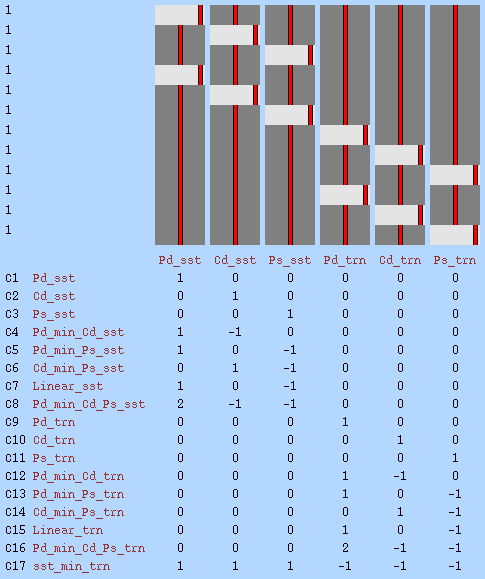 1
1
1
1
1
1
1
1
1
1
1
1
Pd_sst Cd_sst Ps_sst Pd_trn Cd_trn Ps_trn
C1 Pd_sst 1 0 0 0 0 0
C2 Cd_sst 0 1 0 0 0 0
C3 Ps_sst 0 0 1 0 0 0
C4 Pd_min_Cd_sst 1 -1 0 0 0 0
C5 Pd_min_Ps_sst 1 0 -1 0 0 0
C6 Cd_min_Ps_sst 0 1 -1 0 0 0
C7 Linear_sst 1 0 -1 0 0 0
C8 Pd_min_Cd_Ps_sst 2 -1 -1 0 0 0
C9 Pd_trn 0 0 0 1 0 0
C10 Cd_trn 0 0 0 0 1 0
C11 Ps_trn 0 0 0 0 0 1
C12 Pd_min_Cd_trn 0 0 0 1 -1 0
C13 Pd_min_Ps_trn 0 0 0 1 0 -1
C14 Cd_min_Ps_trn 0 0 0 0 1 -1
C15 Linear_trn 0 0 0 1 0 -1
C16 Pd_min_Cd_Ps_trn 0 0 0 2 -1 -1
C17 sst_min_trn 1 1 1 -1 -1 -1